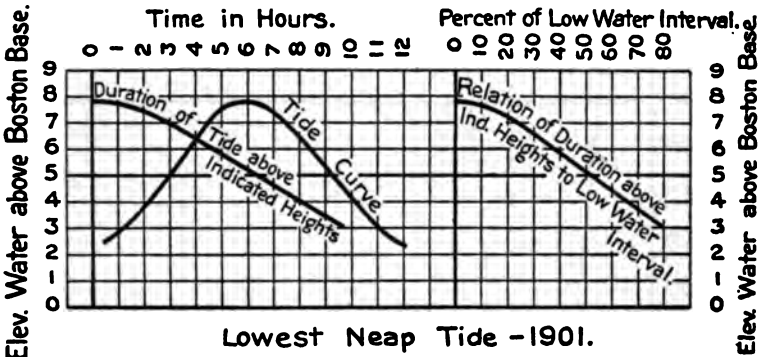 Time in Hours.
Percent of Low Water Interval.
0 1 2 3 4 5 6 7 8 9 10 11 12
0 10 20 30 40 50 60 70 80
Elev. Water above Boston Base.
9 8 7 6 5 4 3 2 1 0
Duration of Tide above
Indicated Heights
Tide Curve
Relation of Duration above
Ind. Heights to Low Water
Interval.
9 8 7 6 5 4 3 2 1 0
Elev. Water above Boston Base.
Lowest Neap Tide - 1901.